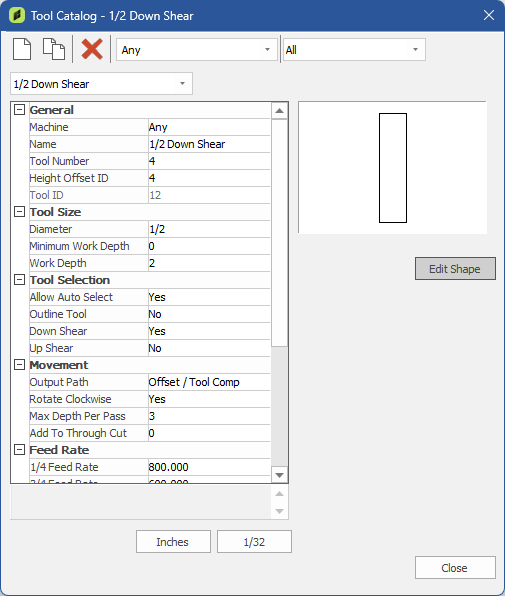 Tool Catalog - 1/2 Down Shear
Any All
1/2 Down Shear
General
Machine Any
Name 1/2 Down Shear
Tool Number 4
Height Offset ID 4
Tool ID 12
Tool Size
Diameter 1/2
Minimum Work Depth 0
Work Depth 2
Edit Shape
Tool Selection
Allow Auto Select Yes
Outline Tool No
Down Shear Yes
Up Shear No
Movement
Output Path Offset / Tool Comp
Rotate Clockwise Yes
Max Depth Per Pass 3
Add To Through Cut 0
Feed Rate
1/4 Feed Rate 800.000
Feed Rate 600.000
Inches 1/32
Close